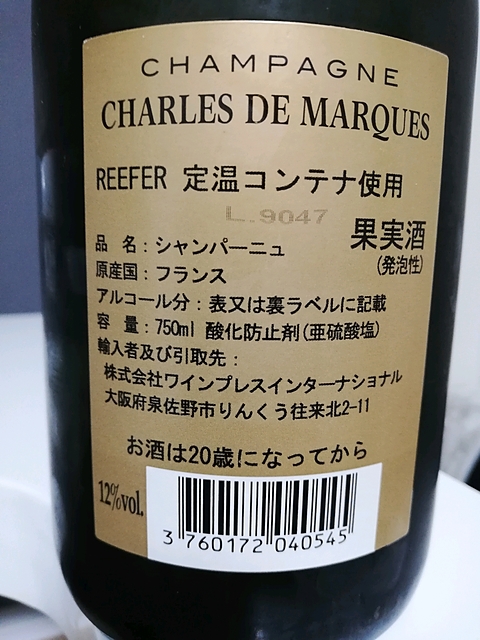 CHAMPAGNE
CHARLES DE MARQUES
REEFER 定温コンテナ使用
L.9047
果実酒
(発泡性)
品 名：シャンパーニュ
原産国：フランス
アルコール分：表又は裏ラベルに記載
容 量：750ml 酸化防止剤(亜硫酸塩)
輸入者及び引取先：
株式会社ワインプレスインターナショナル
大阪府泉佐野市りんくう往来北2-11
お酒は20歳になってから
12%vol.
3 760172 040545